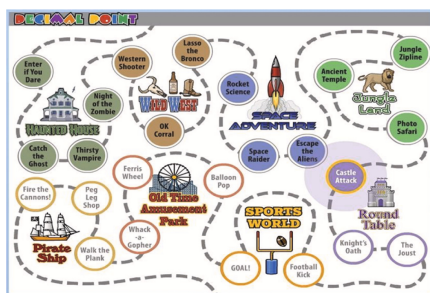 DECIMAL POINT
Enter
if You
Dare
Western
Shooter
Lasso
the
Bronco
Night
of the
Zombie
HAUNTED HOUSE
WILD WEST
OK
Corral
Catch
the
Ghost
Thirsty
Vampire
Rocket
Science
SPACE
ADVENTURE
Space
Raider
Escape
the
Aliens
Ancient
Temple
Jungle
Zipline
Jungle
Land
Photo
Safari
Fire the
Cannons!
Peg
Leg
Shop
Pirate
Ship
Walk the
Plank
Ferris
Wheel
Old Time
Amusement
Park
Balloon
Pop
Whack
-a-
Gopher
SPORTS
WORLD
GOAL!
Football
Kick
Castle
Attack
Round
Table
Knight's
Oath
The
Joust